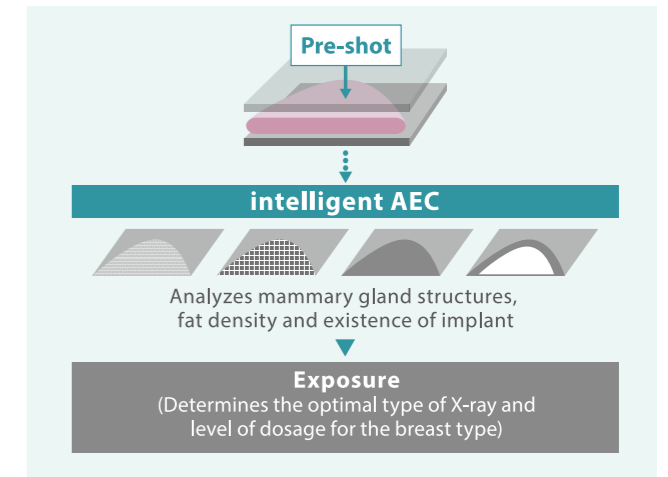 Pre-shot
intelligent AEC
Analyzes mammary gland structures,
fat density and existence of implant
Exposure
(Determines the optimal type of X-ray and
level of dosage for the breast type)